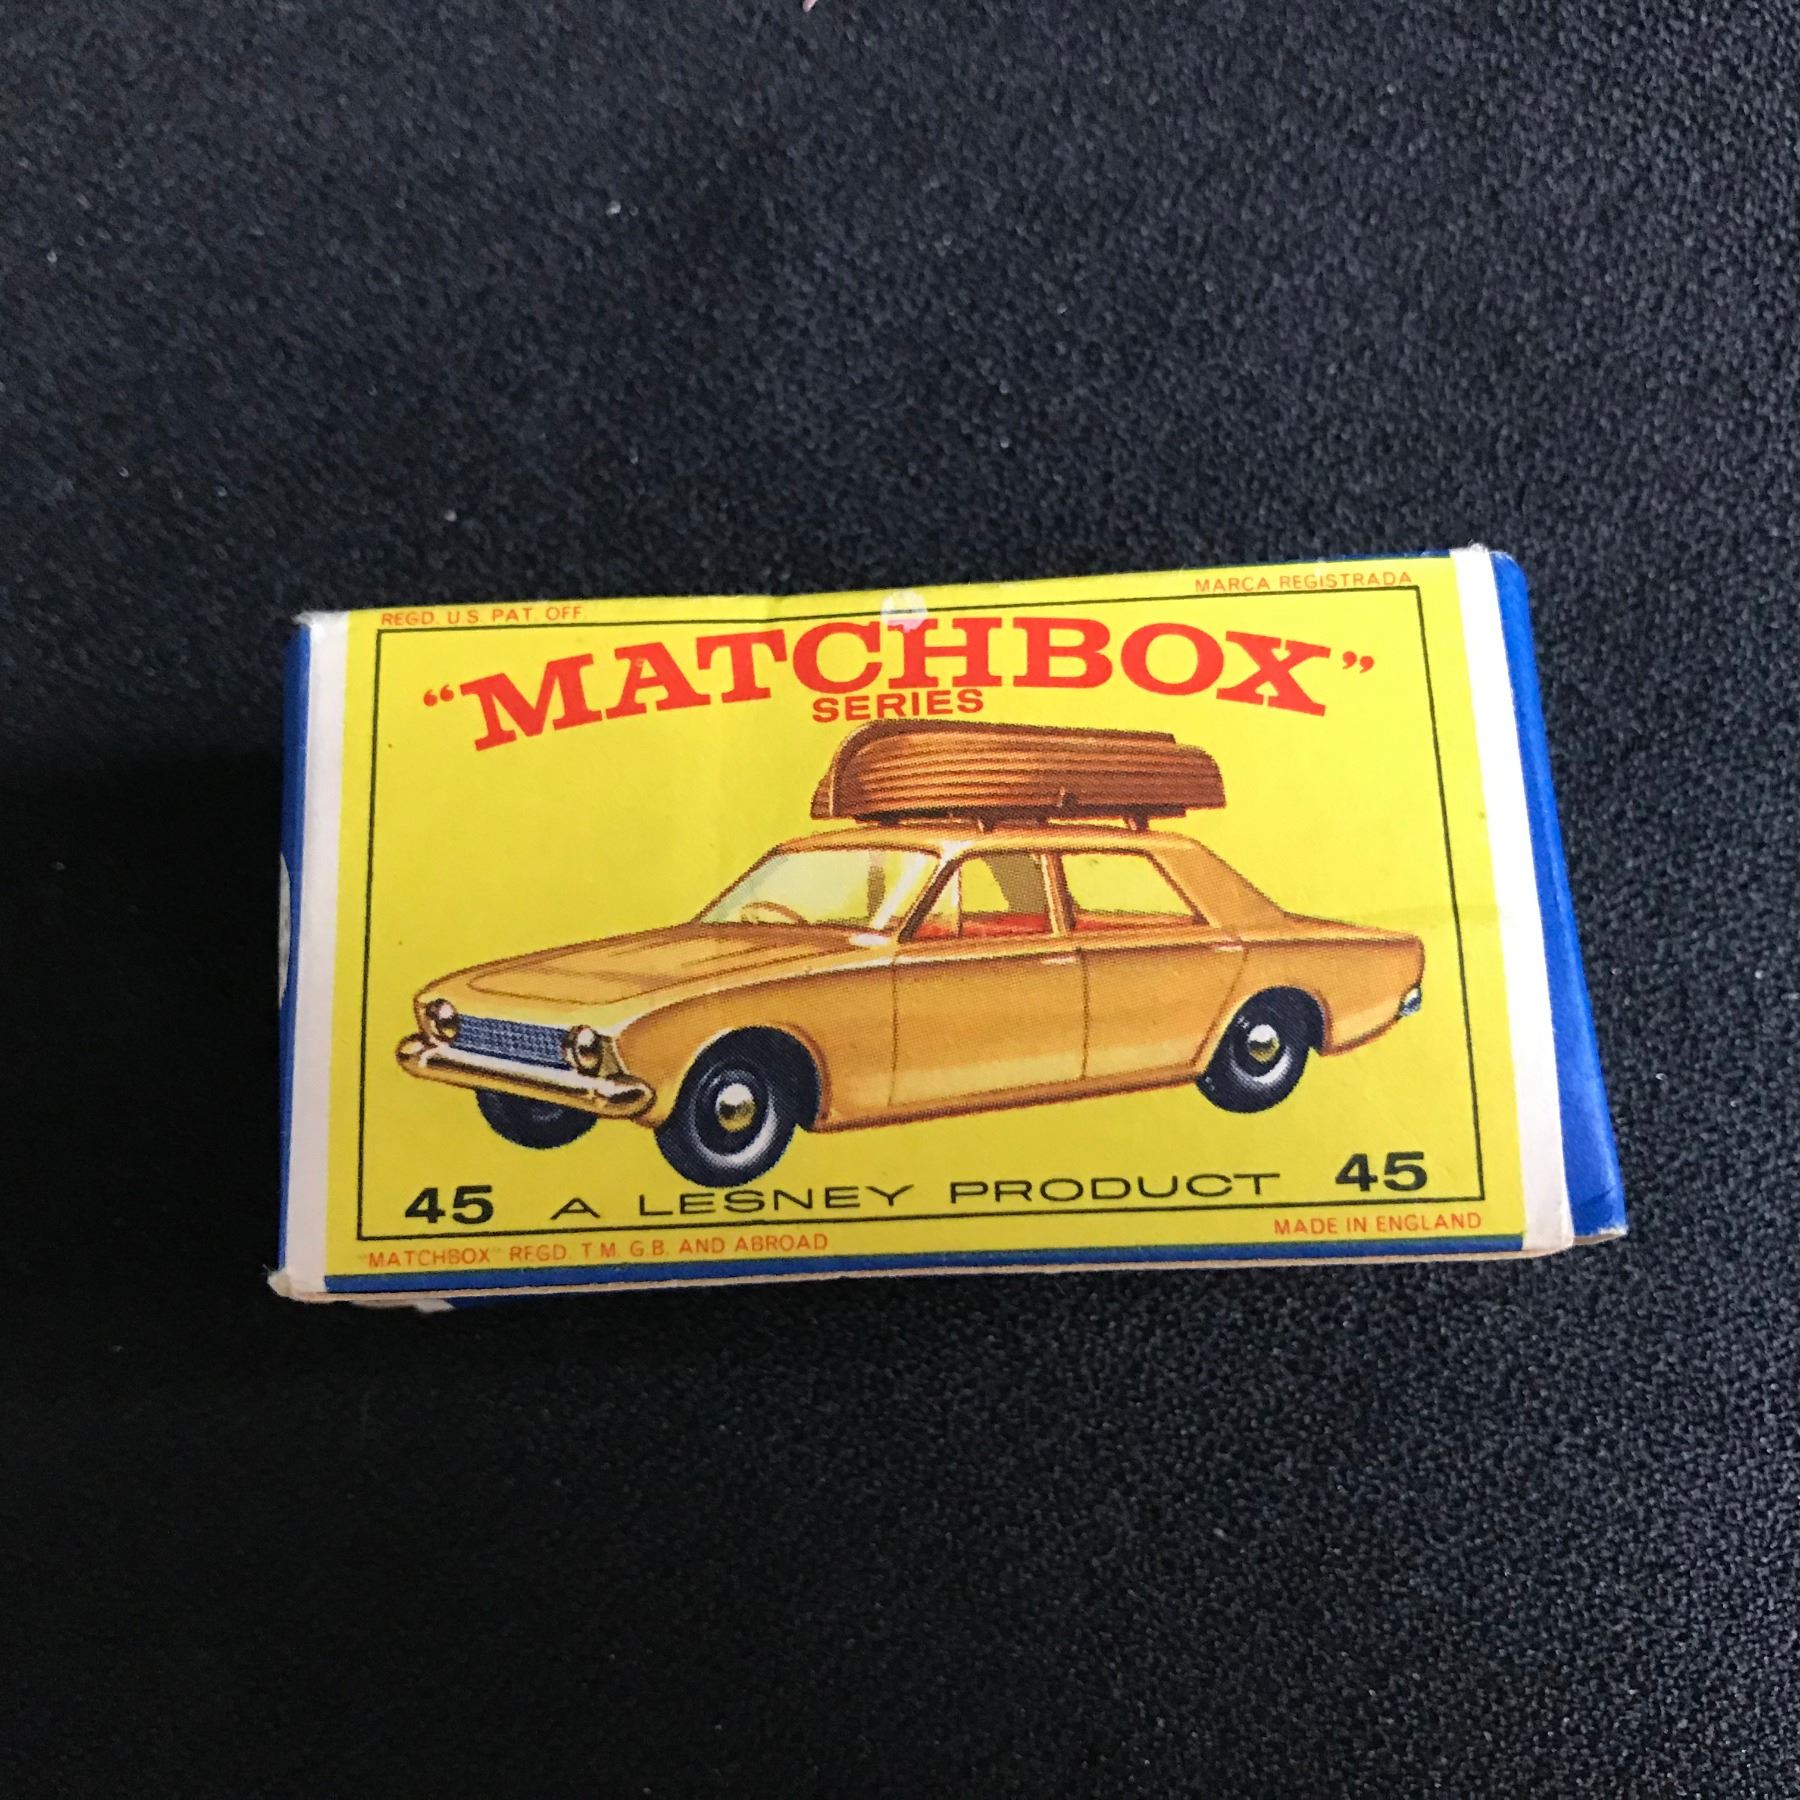 REGD. U S. PAT. OFF.
MARCA REGISTRADA
“MATCHBOX”
SERIES
45 A LESNEY PRODUCT 45
"MATCHBOX" REGD. T.M. G.B. AND ABROAD
MADE IN ENGLAND